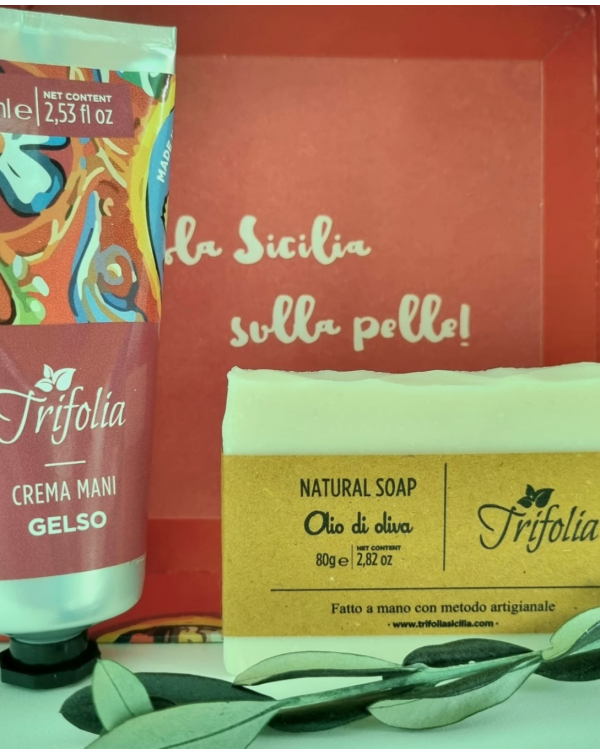 NET CONTENT
2,53 fl oz
MADE
Trifolia
CREMA MANI
GELSO
la Sicilia
sulla pelle!
NATURAL SOAP
Olio di oliva
80g e
NET CONTENT
2,82 oz
Trifolia
Fatto a mano con metodo artigianale
· www.trifoliasicilia.com ·